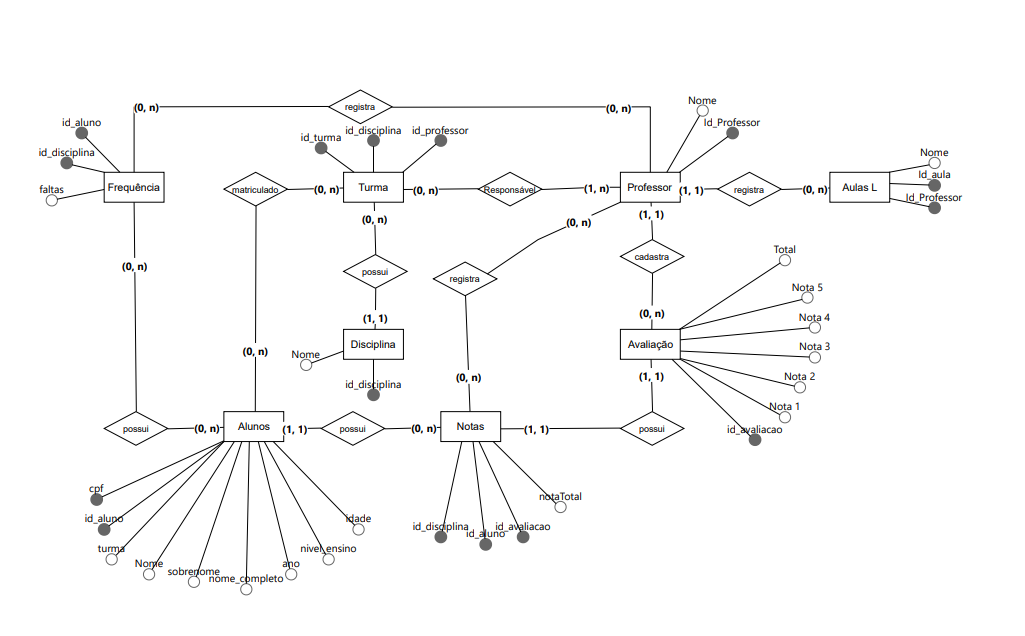 (0, n)
registra
(0, n)
Nome
Id_Professor
id_aluno
id_disciplina
faltas
Frequência
id_turma
id_disciplina
id_professor
matriculado
(0, n)
Turma
(0, n)
Responsável
(1, n)
Professor
(1, 1)
registra
(0, n)
Aulas L
Nome
Id_aula
Id_Professor
(0, n)
(0, n)
(1, 1)
(0, n)
possui
registra
cadastra
Total
Nota 5
Nota 4
Nota 3
Nota 2
Nota 1
id_avaliacao
(1, 1)
(0, n)
Disciplina
Avaliação
Nome
id_disciplina
(0, n)
(0, n)
(1, 1)
possui
(0, n)
Alunos
(1, 1)
possui
(0, n)
Notas
(1, 1)
possui
cpf
id_aluno
turma
Nome
sobrenome
nome_completo
ano
nivel_ensino
idade
id_disciplina
id_aluno
id_avaliacao
notaTotal